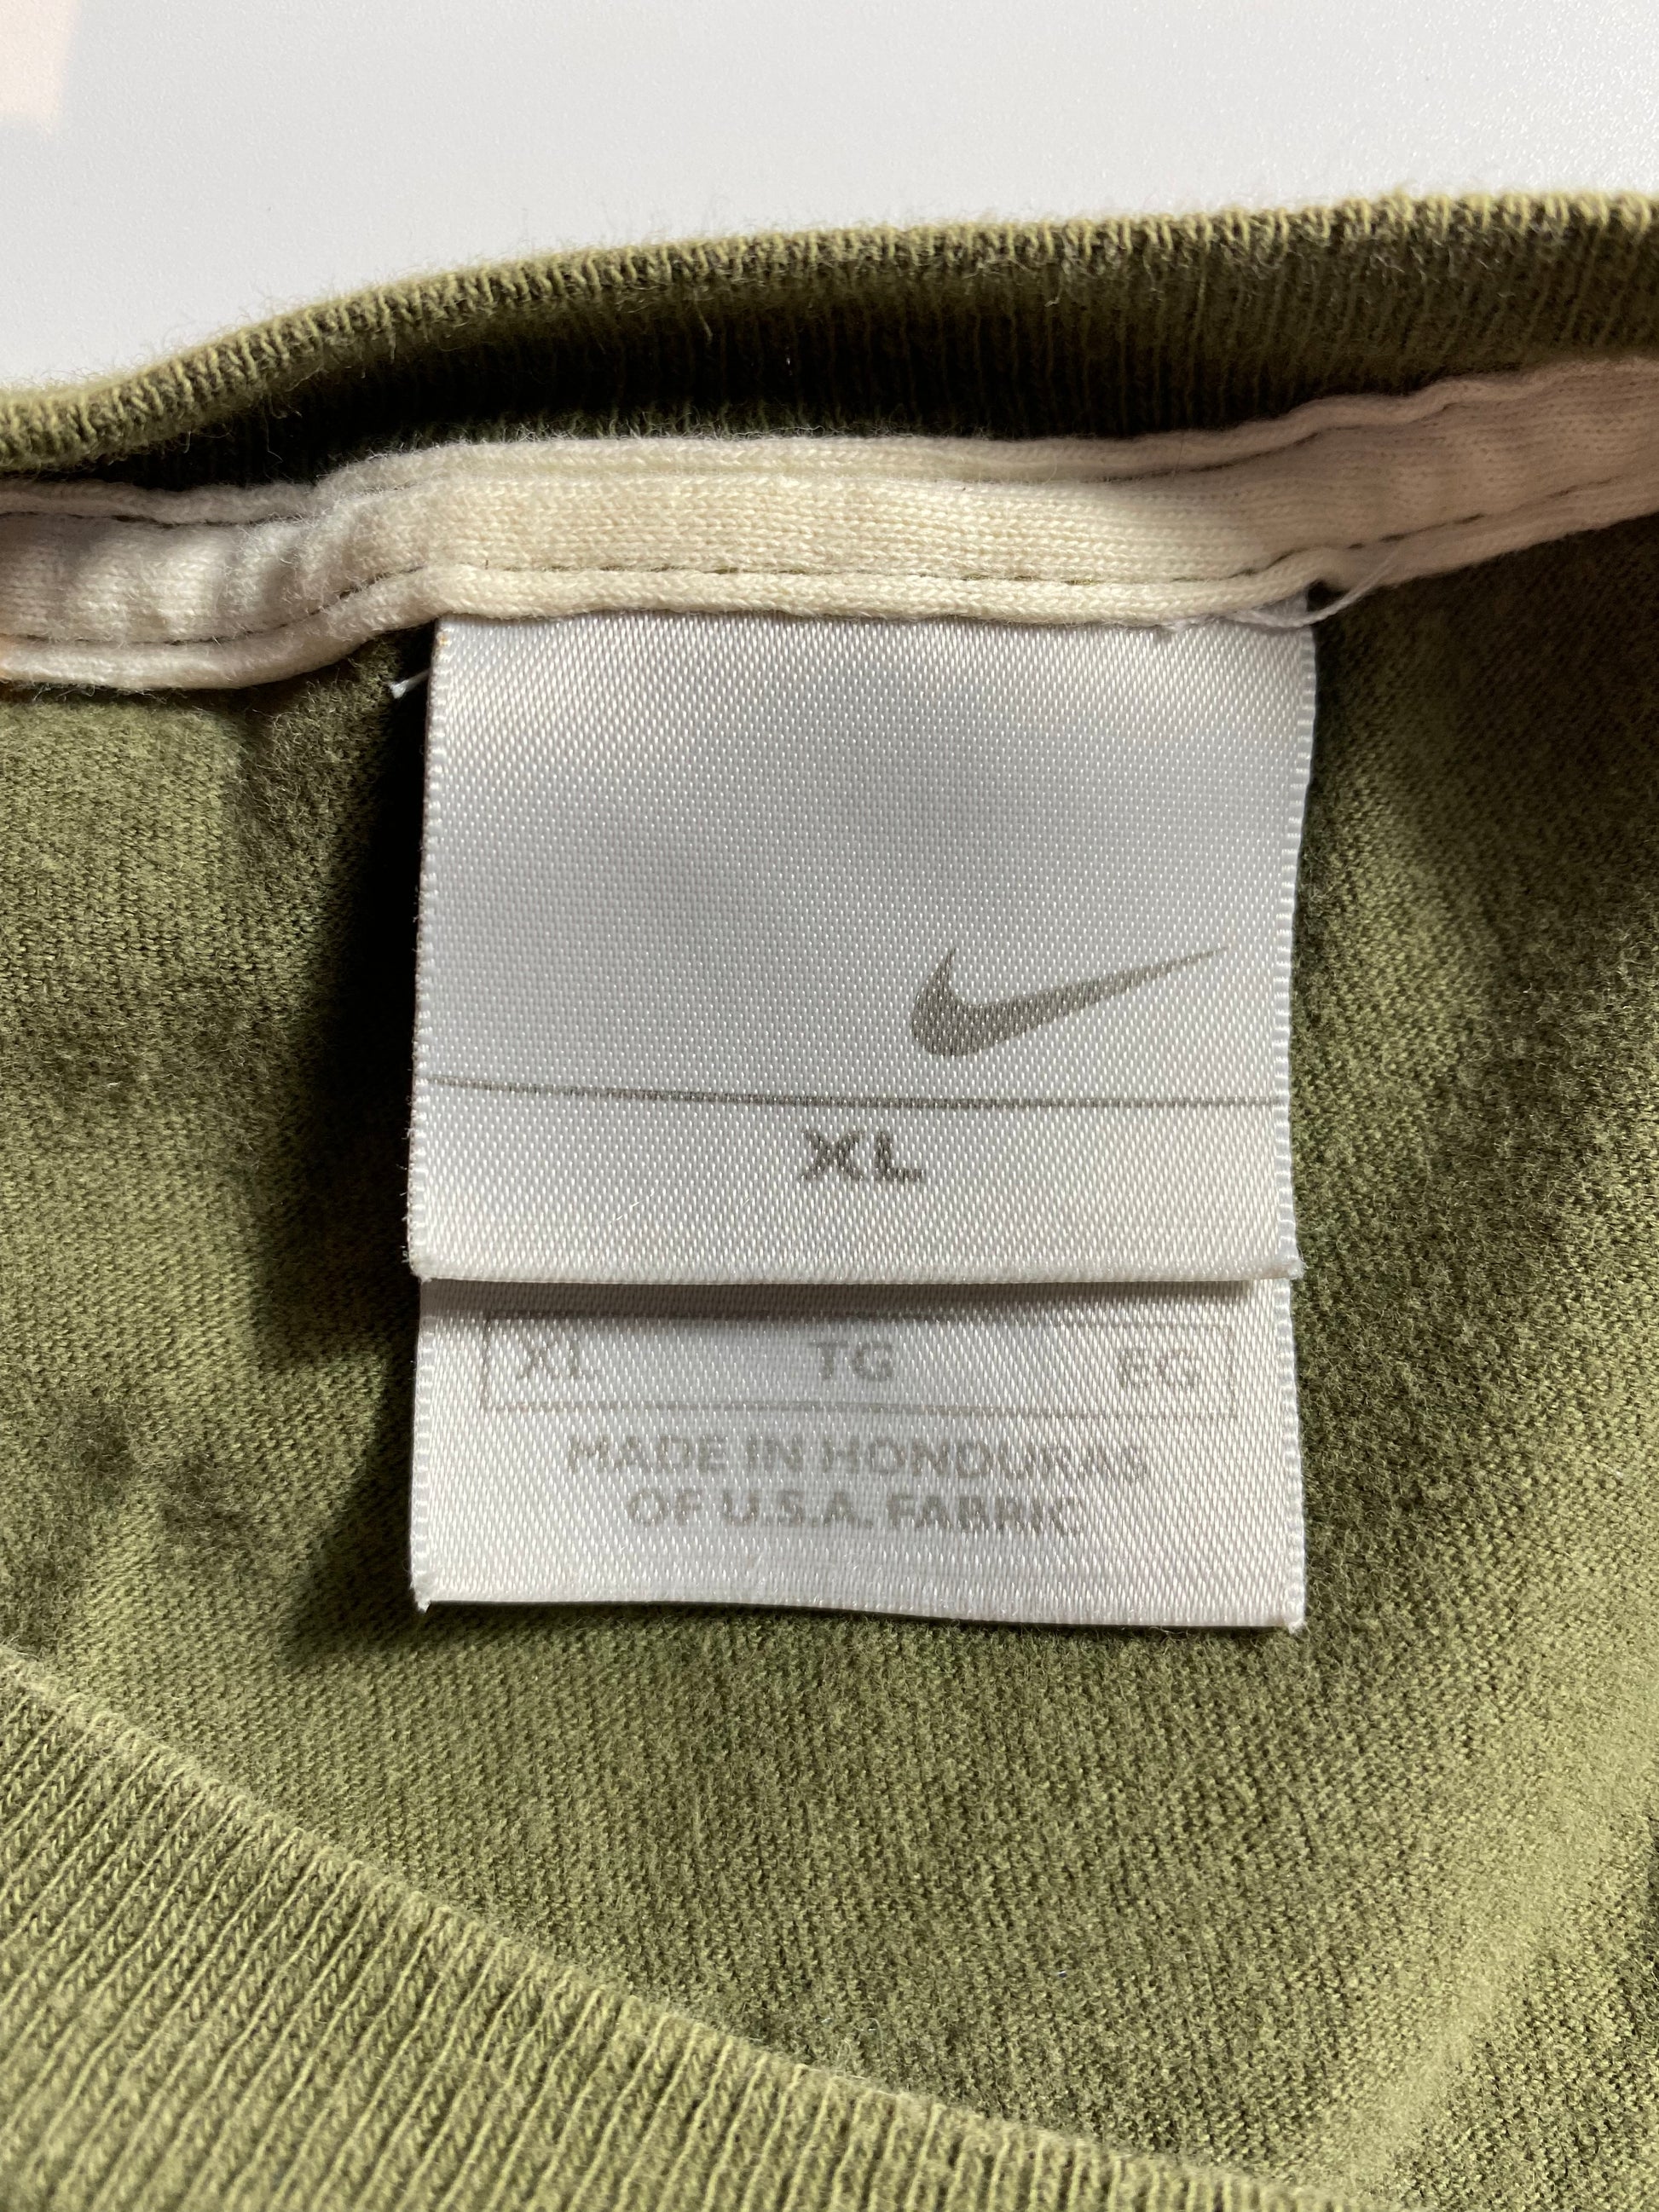 XL
XL TG EG
MADE IN HONDURAS
OF U.S.A. FABRIC